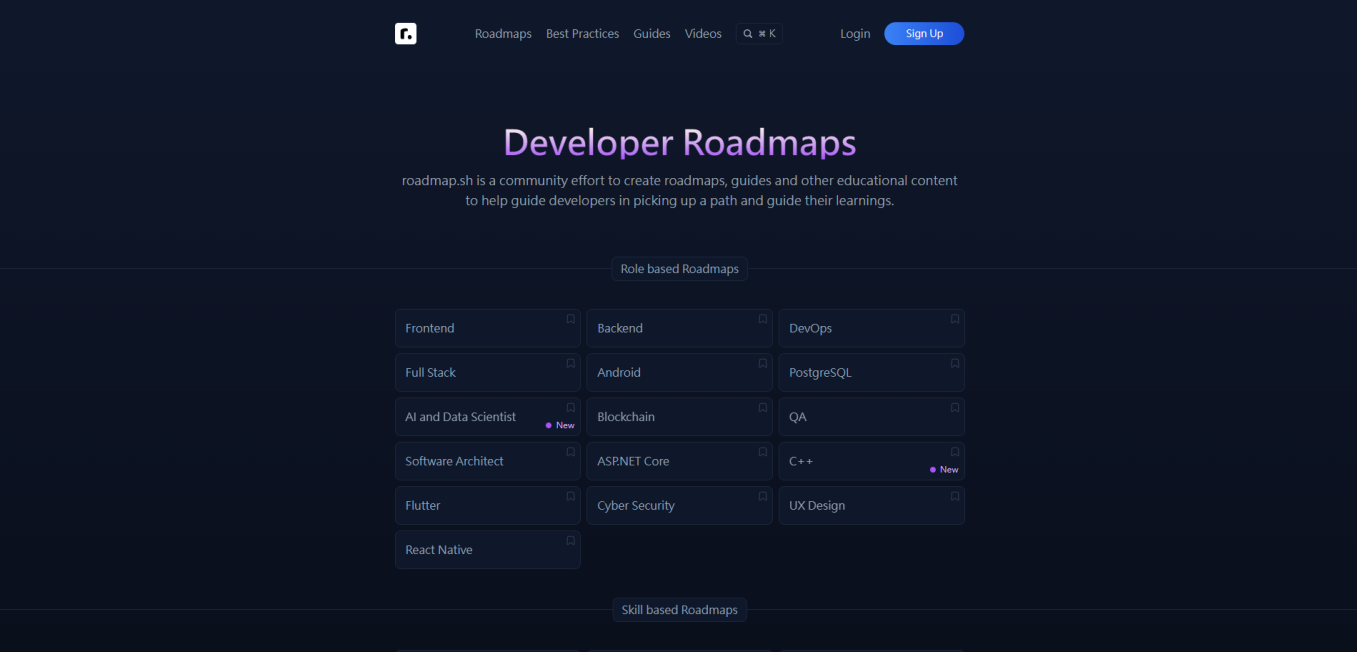 r.
Roadmaps Best Practices Guides Videos ⌘ K Login Sign Up
Developer Roadmaps
roadmap.sh is a community effort to create roadmaps, guides and other educational content
to help guide developers in picking up a path and guide their learnings.
Role based Roadmaps
Frontend Backend DevOps
Full Stack Android PostgreSQL
AI and Data Scientist New Blockchain QA
Software Architect ASP.NET Core C++ New
Flutter Cyber Security UX Design
React Native
Skill based Roadmaps